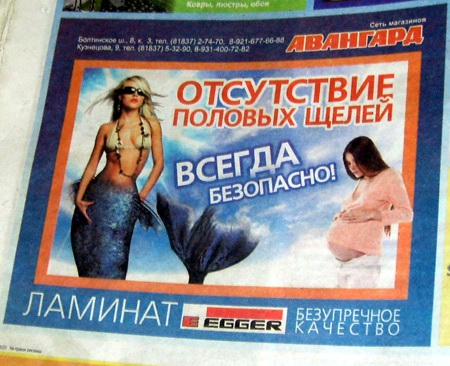 Ковры, люстры, обои
Болтинское ш., 8, к. 3, тел. (81837) 2-74-70, 8-921-677-66-88
Кузнецова, 9, тел. (81837) 5-32-90, 8-931-400-72-82
Сеть магазинов
АВАНГАРД
ОТСУТСТВИЕ
ПОЛОВЫХ ЩЕЛЕЙ
ВСЕГДА
БЕЗОПАСНО!
ЛАМИНАТ
EGGER
БЕЗУПРЕЧНОЕ
КАЧЕСТВО